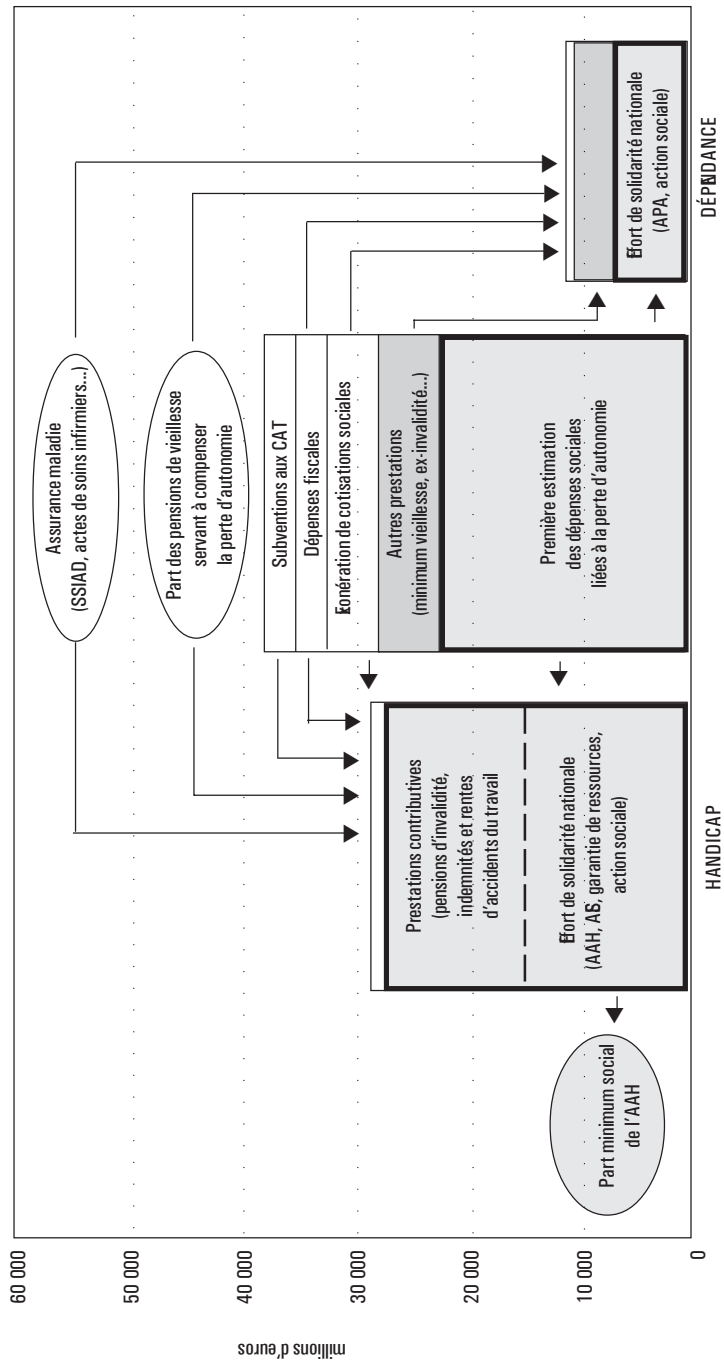 millions d'euros
60 000
50 000
40 000
30 000
20 000
10 000
0
Assurance maladie
(SSIAD, actes de soins infirmiers...)
Part des pensions de vieillesse
servant à compenser
la perte d'autonomie
Subventions aux CAT
Dépenses fiscales
Exonération de cotisations sociales
Autres prestations
(minimum vieillesse, ex-invalidité...)
Première estimation
des dépenses sociales
liées à la perte d'autonomie
Part minimum social
de l'AAH
Prestations contributives
(pensions d'invalidité,
indemnités et rentes
d'accidents du travail
Effort de solidarité nationale
(AAH, AES, garantie de ressources,
action sociale)
HANDICAP
Effort de solidarité nationale
(APA, action sociale)
DÉPENDANCE